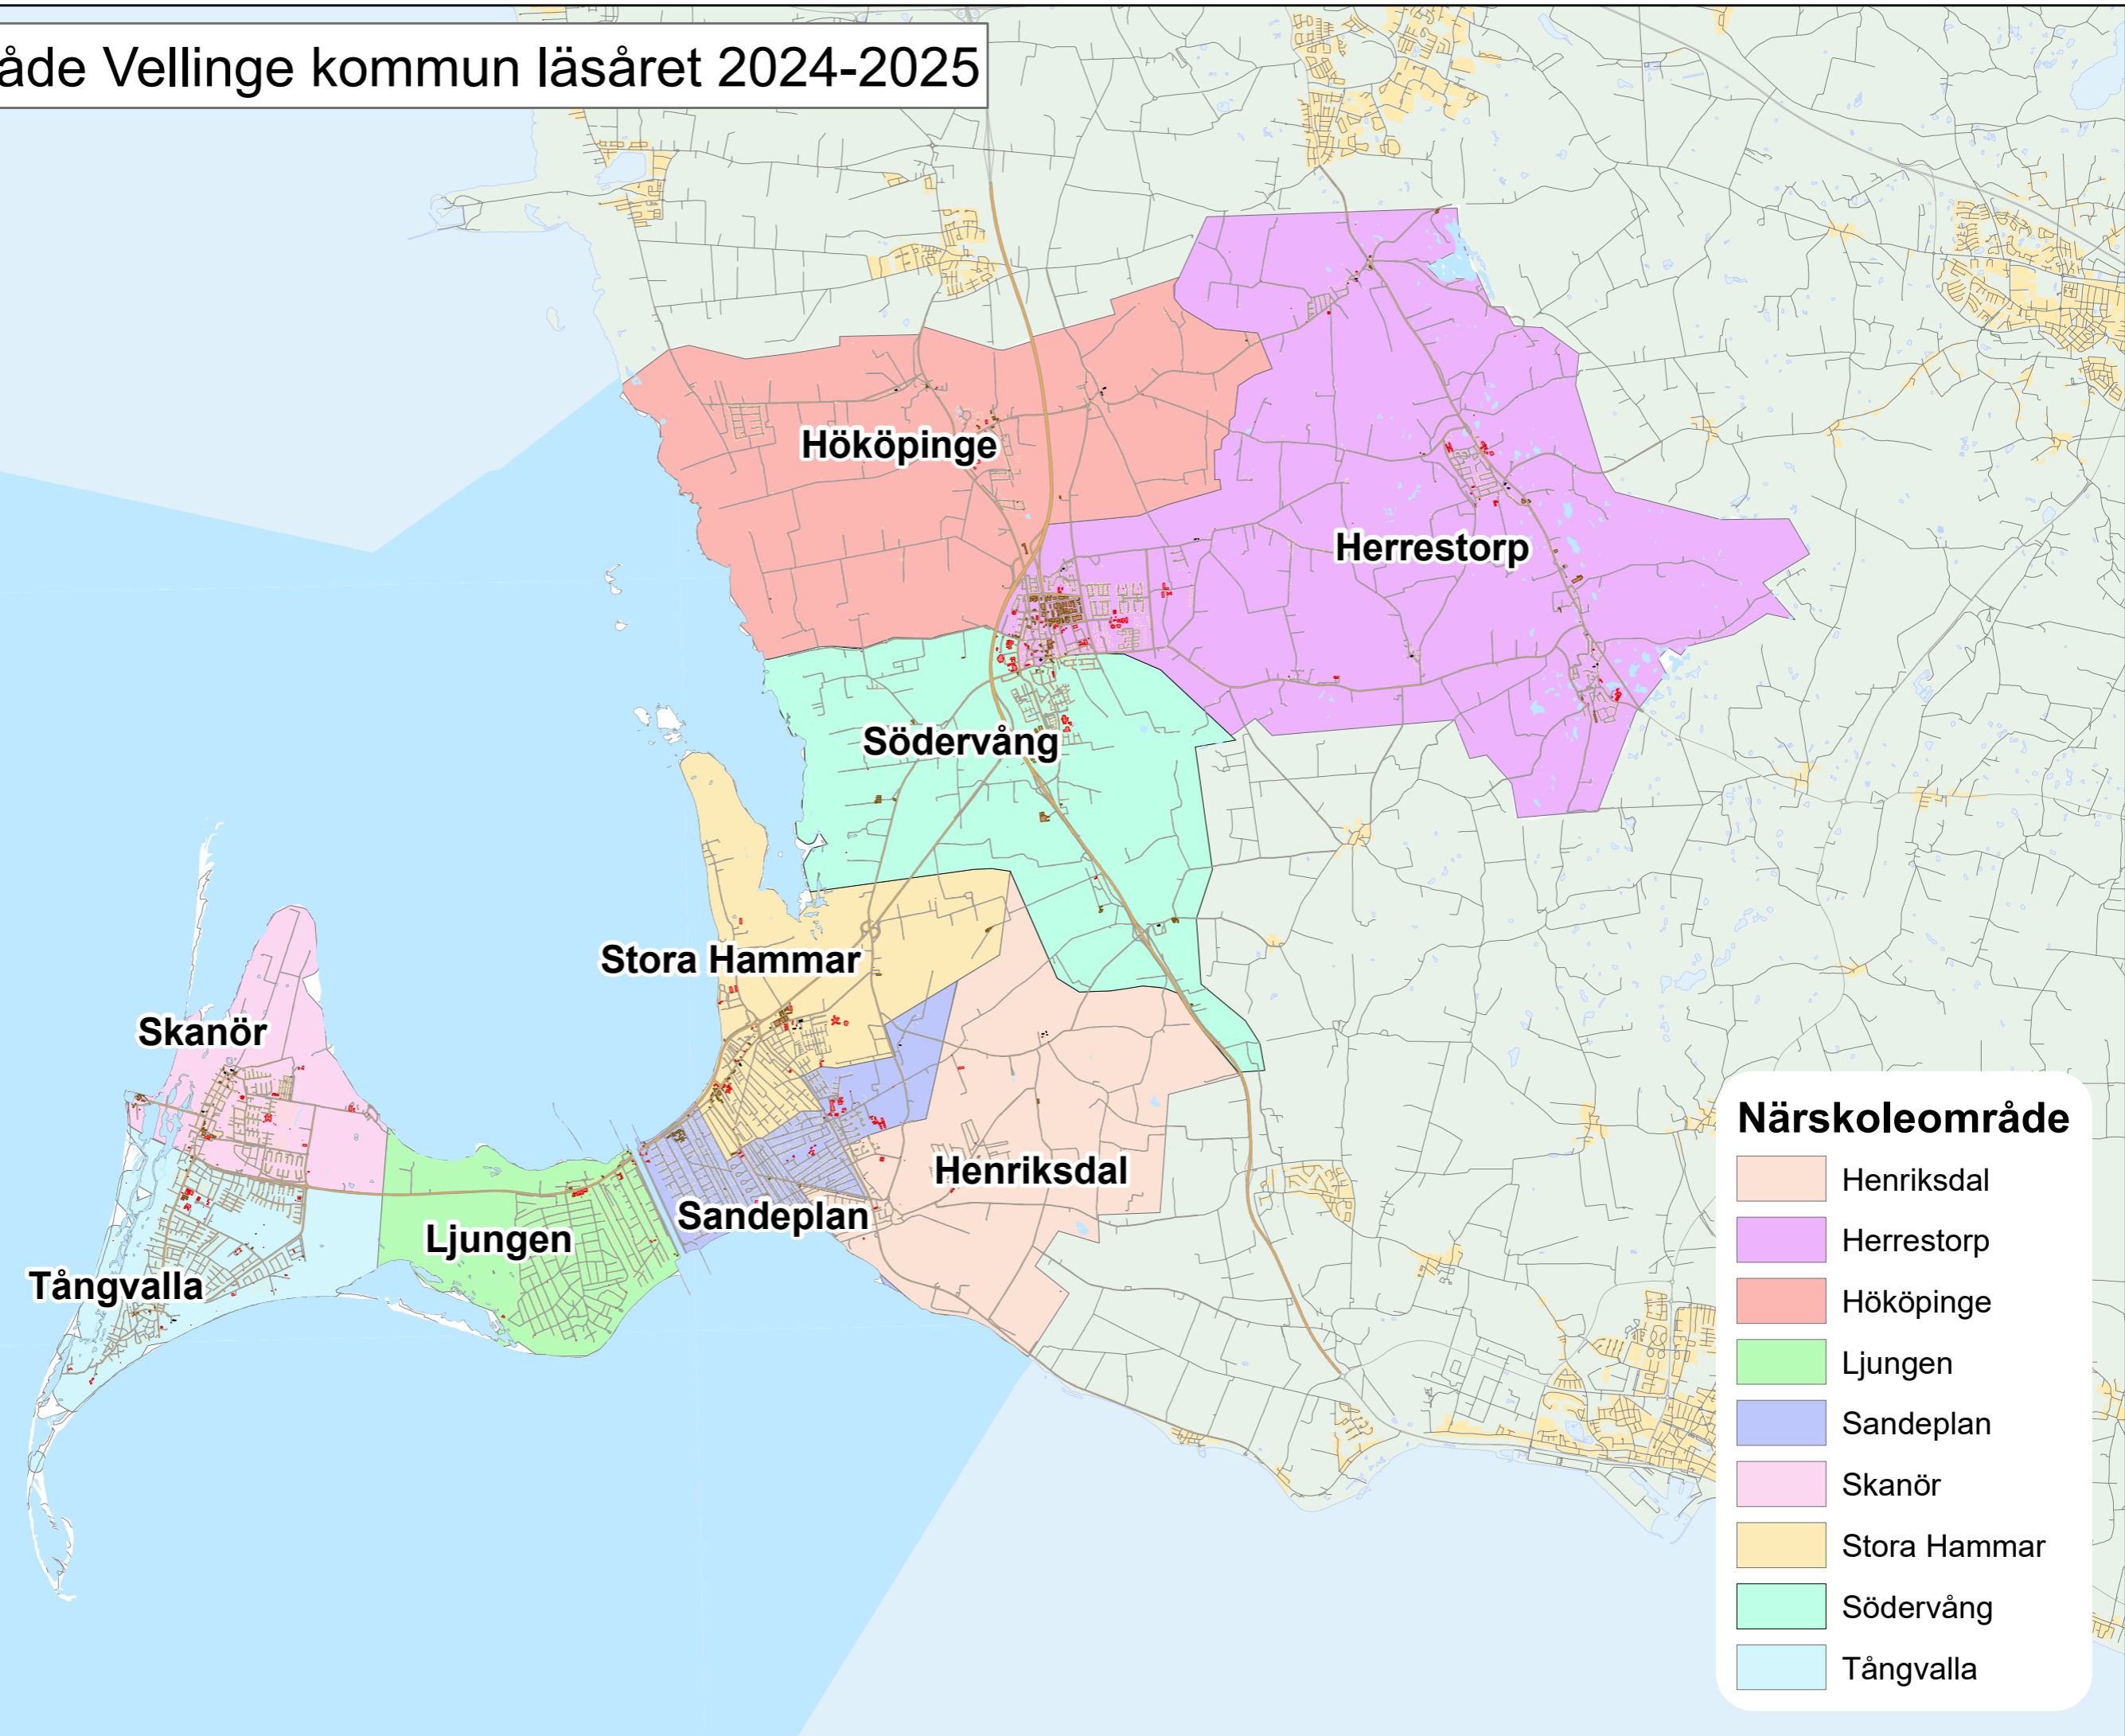 åde Vellinge kommun läsåret 2024-2025
Hököpinge
Herrestorp
Södervång
Stora Hammar
Skanör
Henriksdal
Sandeplan
Ljungen
Tångvalla
Närskoleområde
Henriksdal
Herrestorp
Hököpinge
Ljungen
Sandeplan
Skanör
Stora Hammar
Södervång
Tångvalla